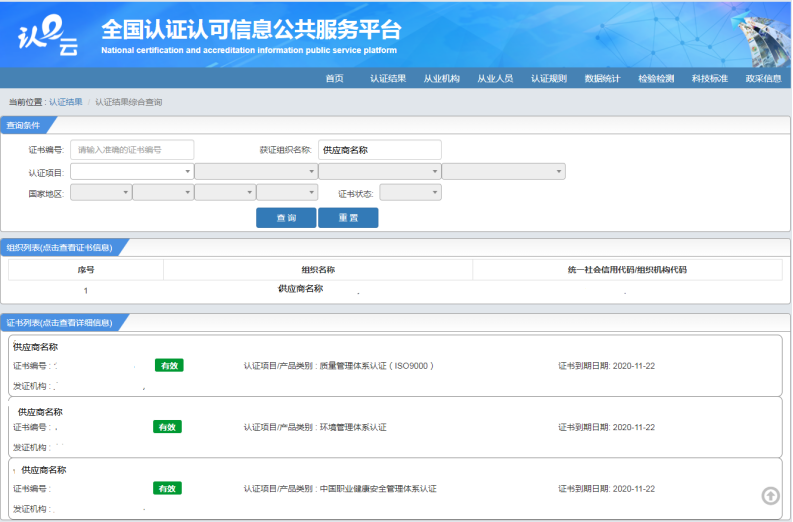 认e云
全国认证认可信息公共服务平台
National certification and accreditation information public service platform
首页 认证结果 从业机构 从业人员 认证规则 数据统计 检验检测 科技标准 政采信息
当前位置 : 认证结果 / 认证结果综合查询
查询条件
证书编号: 请输入准确的证书编号 获证组织名称: 供应商名称
认证项目:
国家地区: 证书状态:
查 询 重 置
组织列表(点击查看证书信息)
序号 组织名称 统一社会信用代码/组织机构代码
1 供应商名称
证书列表(点击查看详细信息)
供应商名称
证书编号 : 有效 认证项目/产品类别 : 质量管理体系认证（ISO9000） 证书到期日期: 2020-11-22
发证机构 :
供应商名称
证书编号 : 有效 认证项目/产品类别 : 环境管理体系认证 证书到期日期: 2020-11-22
发证机构 :
供应商名称
证书编号 : 有效 认证项目/产品类别 : 中国职业健康安全管理体系认证 证书到期日期: 2020-11-22
发证机构 :